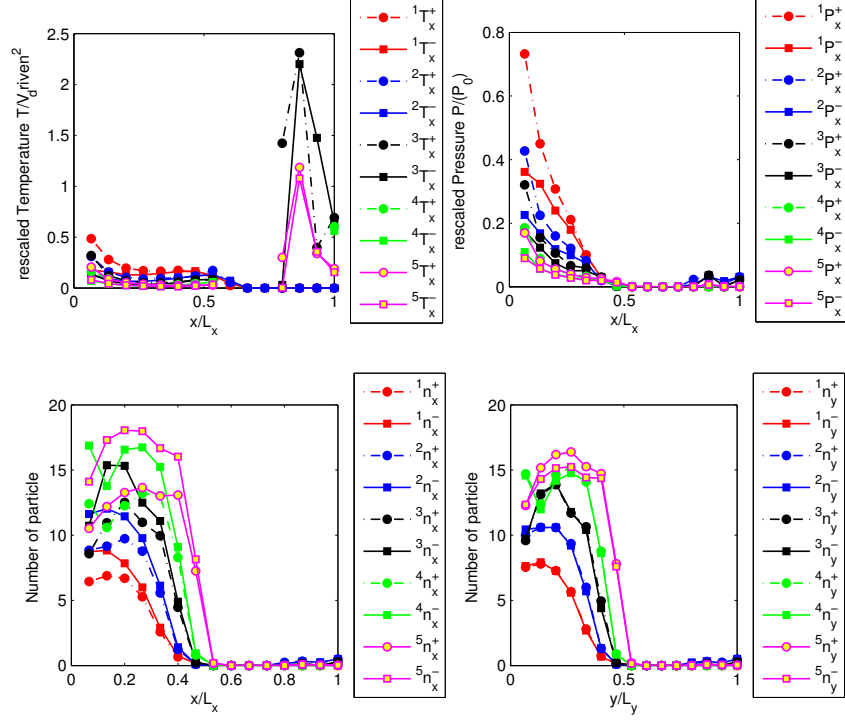 rescaled Temperature T/V_driven²
2.5
2
1.5
1
0.5
0
0
0.5
1
x/L_x
¹T_x^+
¹T_x^-
²T_x^+
²T_x^-
³T_x^+
³T_x^-
⁴T_x^+
⁴T_x^-
⁵T_x^+
⁵T_x^-
rescaled Pressure P/(P_0)
0.8
0.6
0.4
0.2
0
0
0.5
1
x/L_x
¹P_x^+
¹P_x^-
²P_x^+
²P_x^-
³P_x^+
³P_x^-
⁴P_x^+
⁴P_x^-
⁵P_x^+
⁵P_x^-
Number of particle
20
15
10
5
0
0
0.2
0.4
0.6
0.8
1
x/L_x
¹n_x^+
¹n_x^-
²n_x^+
²n_x^-
³n_x^+
³n_x^-
⁴n_x^+
⁴n_x^-
⁵n_x^+
⁵n_x^-
Number of particle
20
15
10
5
0
0
0.5
1
y/L_y
¹n_y^+
¹n_y^-
²n_y^+
²n_y^-
³n_y^+
³n_y^-
⁴n_y^+
⁴n_y^-
⁵n_y^+
⁵n_y^-